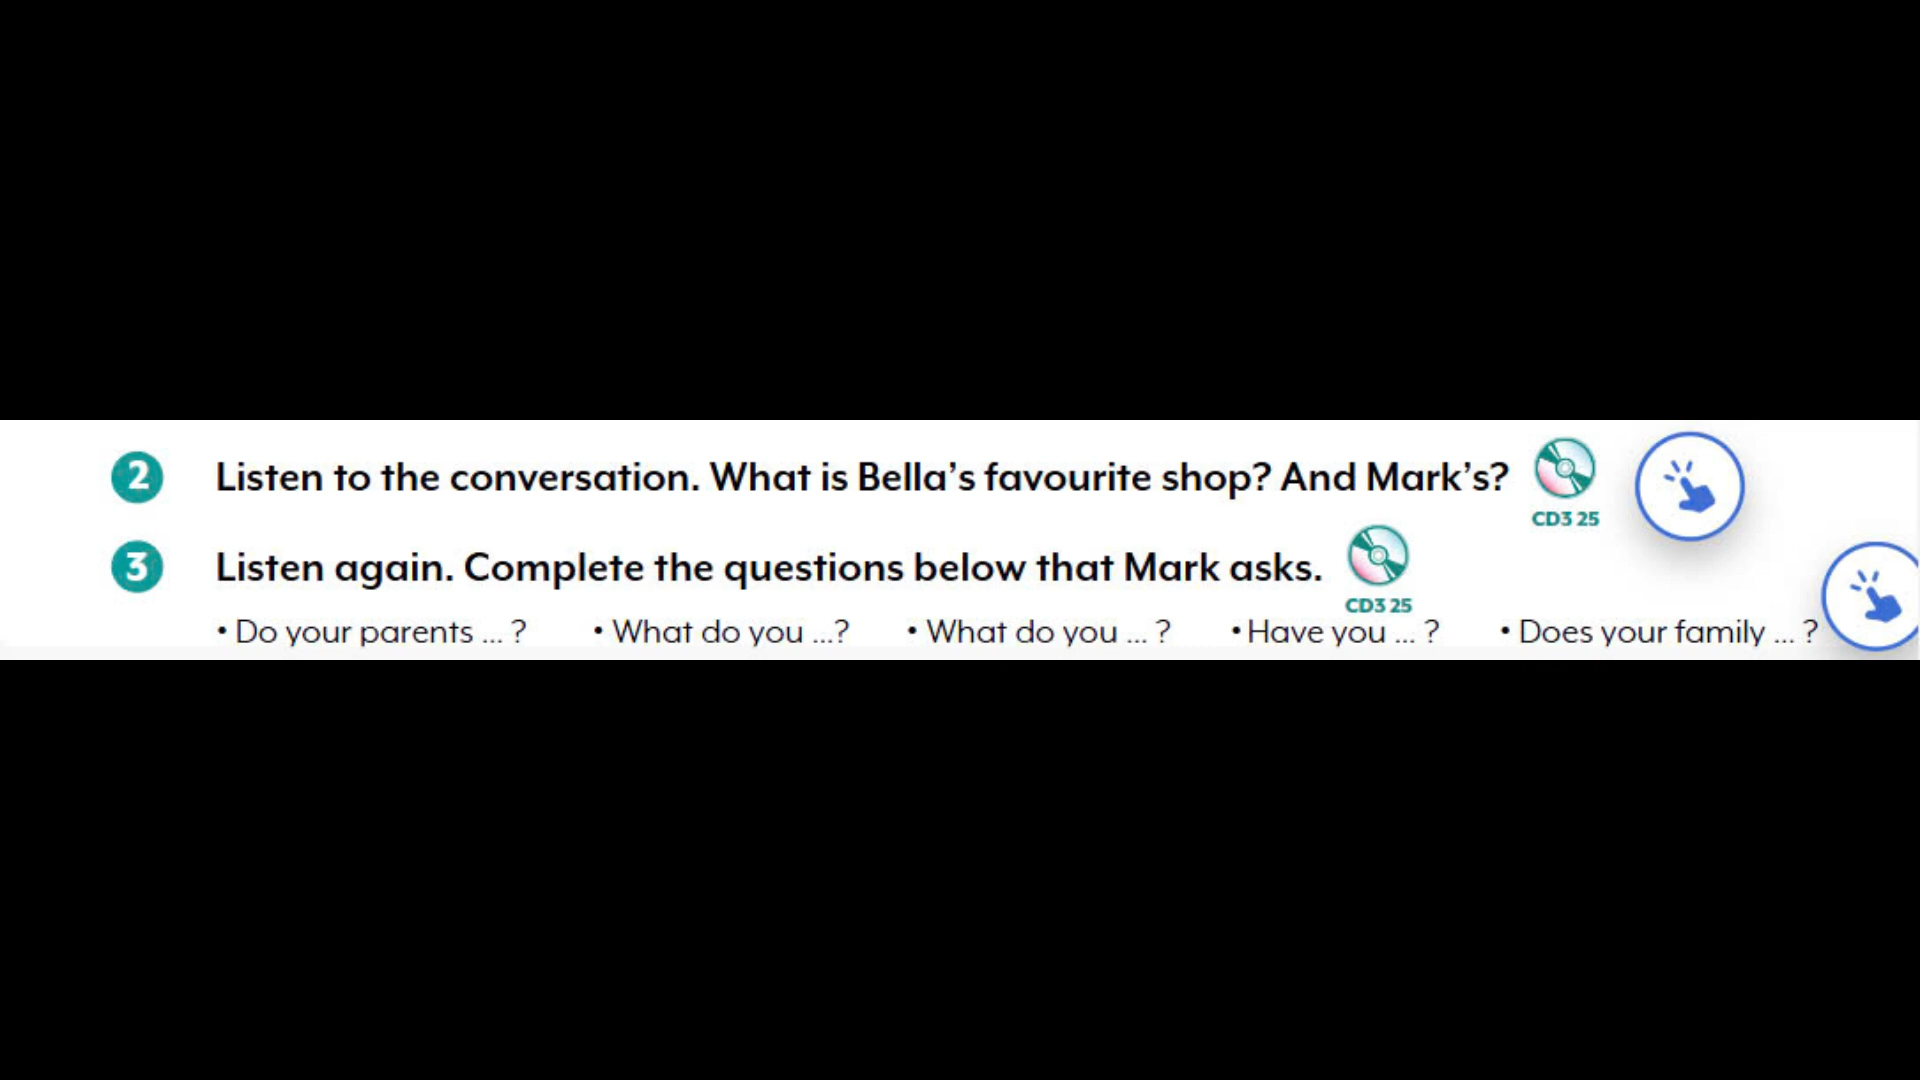 2 Listen to the conversation. What is Bella’s favourite shop? And Mark’s?
CD3 25
3 Listen again. Complete the questions below that Mark asks.
CD3 25
• Do your parents ... ? • What do you ...? • What do you ... ? • Have you ... ? • Does your family ... ?